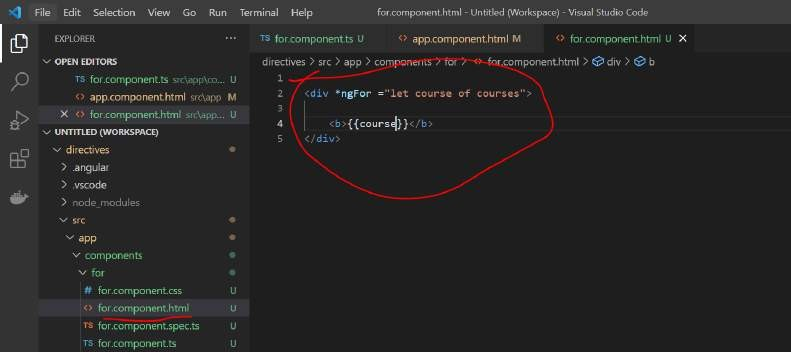 File Edit Selection View Go Run Terminal Help for.component.html - Untitled (Workspace) - Visual Studio Code
EXPLORER ...
TS for.component.ts U
<> app.component.html M
<> for.component.html U X
OPEN EDITORS
TS for.component.ts src\app\co... U
<> app.component.html src\app M
X <> for.component.html src\app... U
UNTITLED (WORKSPACE)
directives
.angular
.vscode
node_modules
src
app
components
for
# for.component.css U
<> for.component.html U
TS for.component.spec.ts U
TS for.component.ts U
directives > src > app > components > for > <> for.component.html > div > b
1
2 <div *ngFor ="let course of courses">
3
4 <b>{{course}}</b>
5 </div>